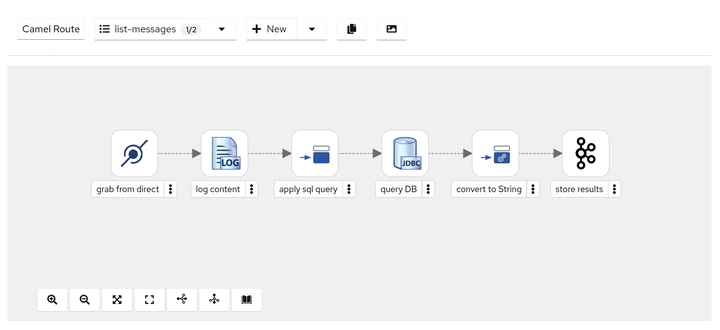 Camel Route list-messages 1/2 New
LOG JDBC
grab from direct log content apply sql query query DB convert to String store results